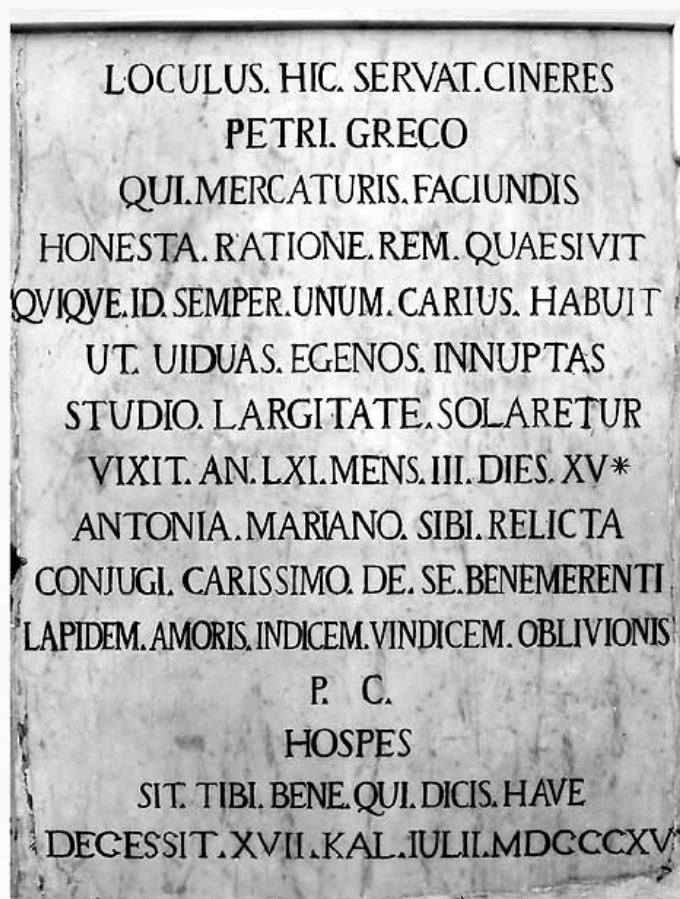 LOCULUS. HIC. SERVAT. CINERES
PETRI. GRECO
QUI. MERCATURIS. FACIUNDIS
HONESTA. RATIONE. REM. QUAESIVIT
QVIQVE. ID. SEMPER. UNUM. CARIUS. HABUIT
UT. UIDUAS. EGENOS. INNUPTAS
STUDIO. LARGITATE. SOLARETUR
VIXIT. AN. LXI. MENS. III. DIES. XV*
ANTONIA. MARIANO. SIBI. RELICTA
CONJUGI. CARISSIMO. DE. SE. BENEMERENTI
LAPIDEM. AMORIS. INDICEM. VINDICEM. OBLIVIONIS
P. C.
HOSPES
SIT. TIBI. BENE. QUI. DICIS. HAVE
DECESSIT. XVII. KAL. IULII. MDCCCXV